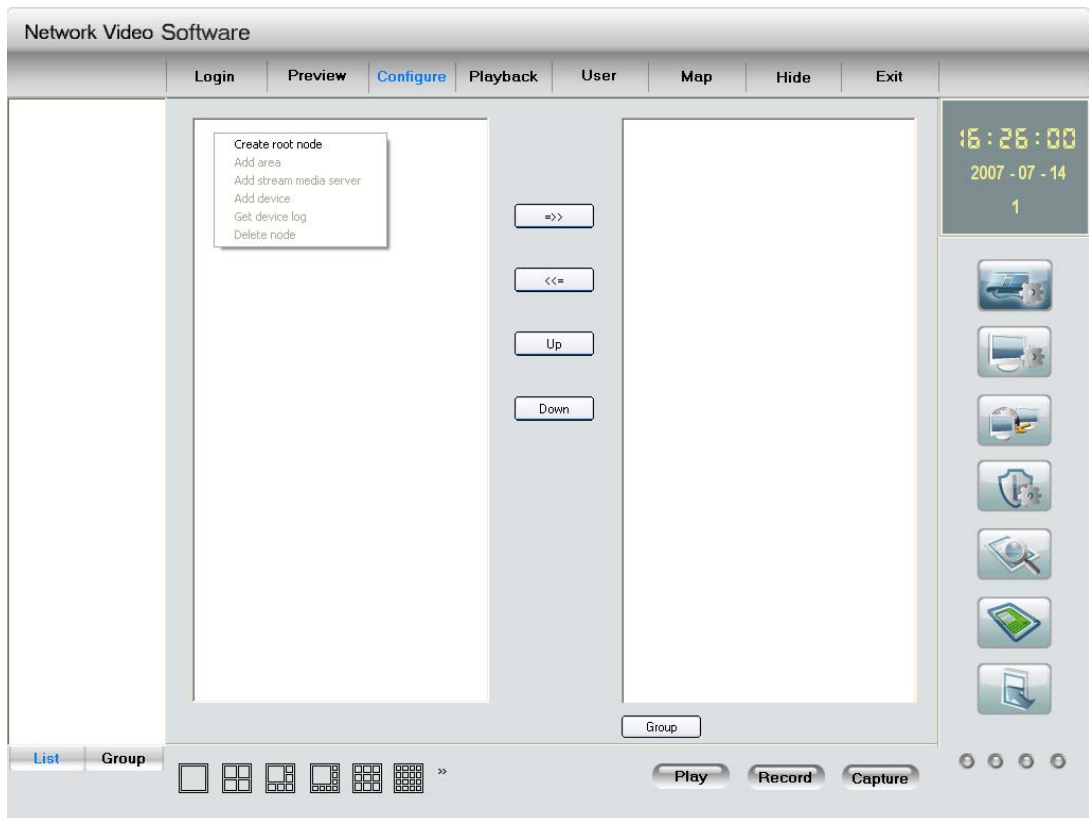 Network Video Software
Login Preview Configure Playback User Map Hide Exit
Create root node
Add area
Add stream media server
Add device
Get device log
Delete node
=>>
<<=
Up
Down
16:26:00
2007 - 07 - 14
1
Group
List Group
»
Play Record Capture